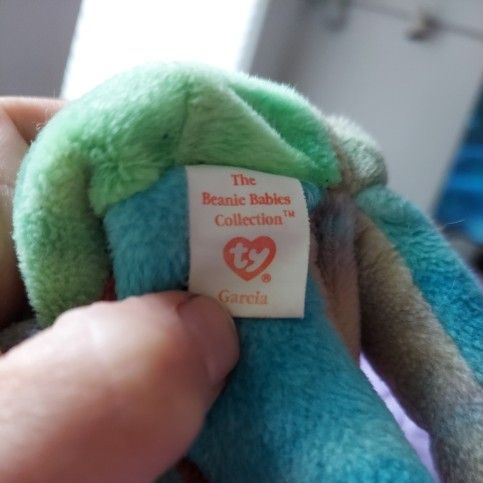 The
Beanie Babies
Collection™
ty®
Garcia